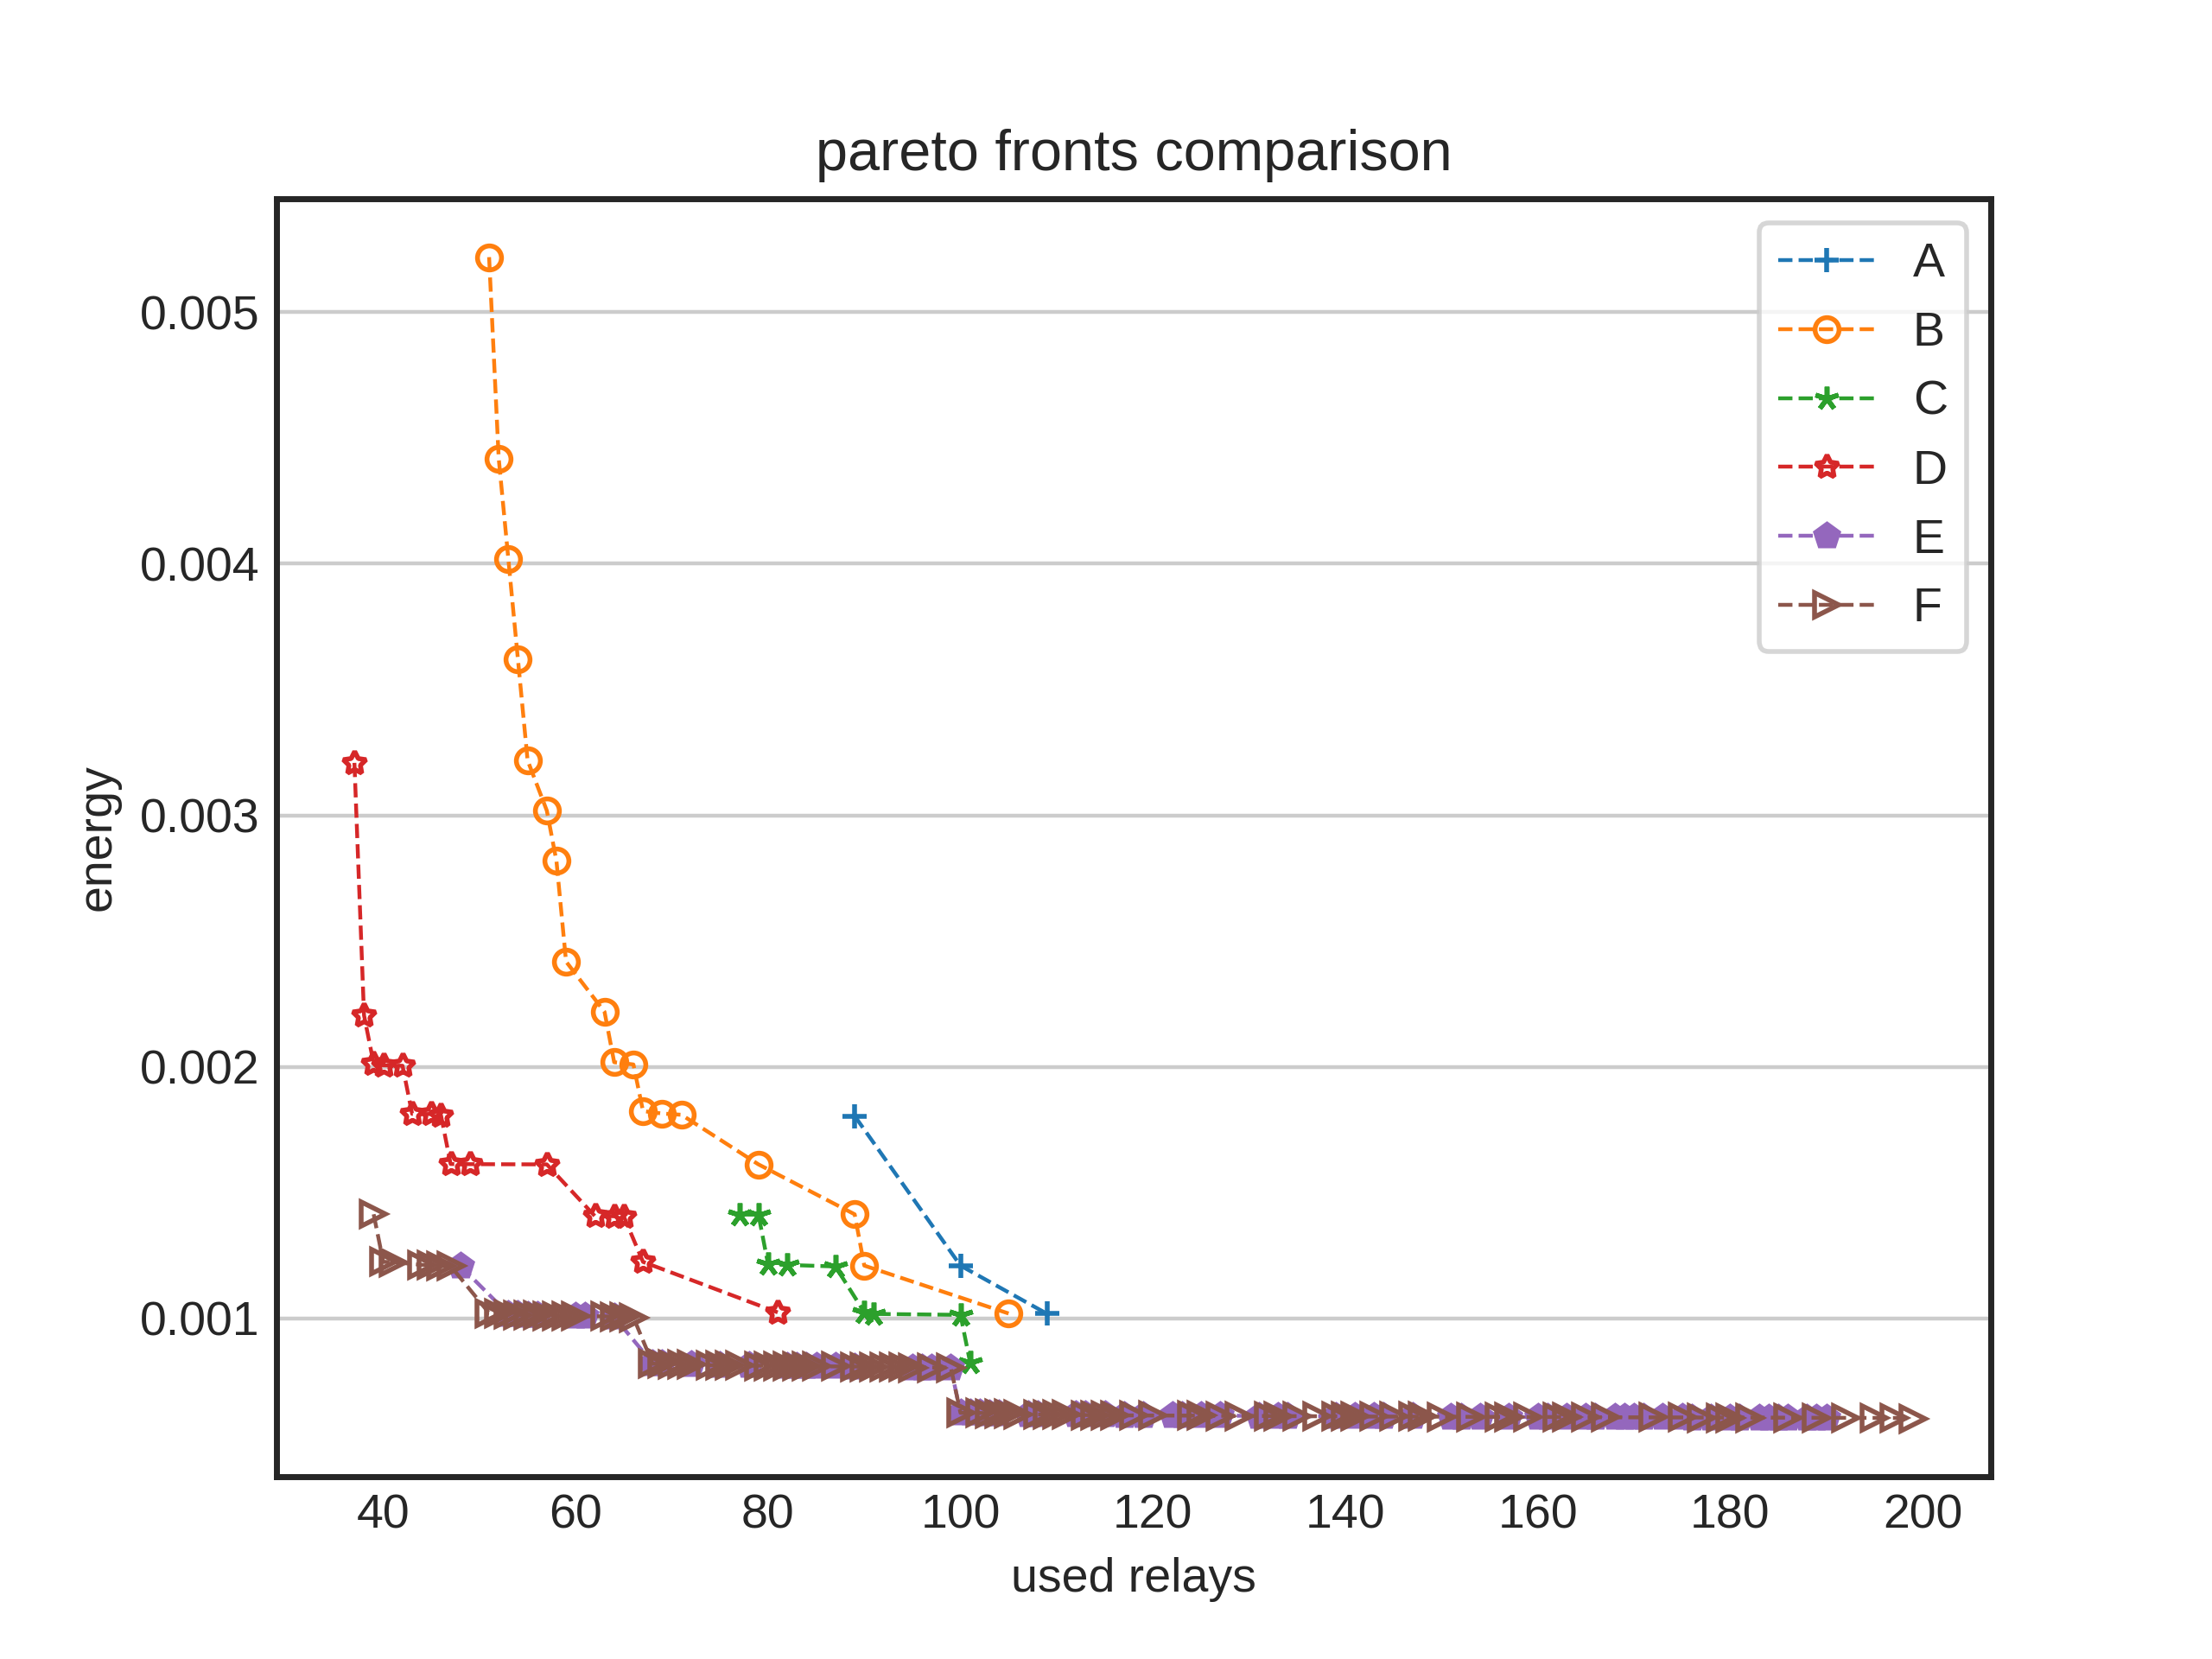 pareto fronts comparison
A
B
C
D
E
F
0.005
0.004
0.003
0.002
0.001
energy
40 60 80 100 120 140 160 180 200
used relays